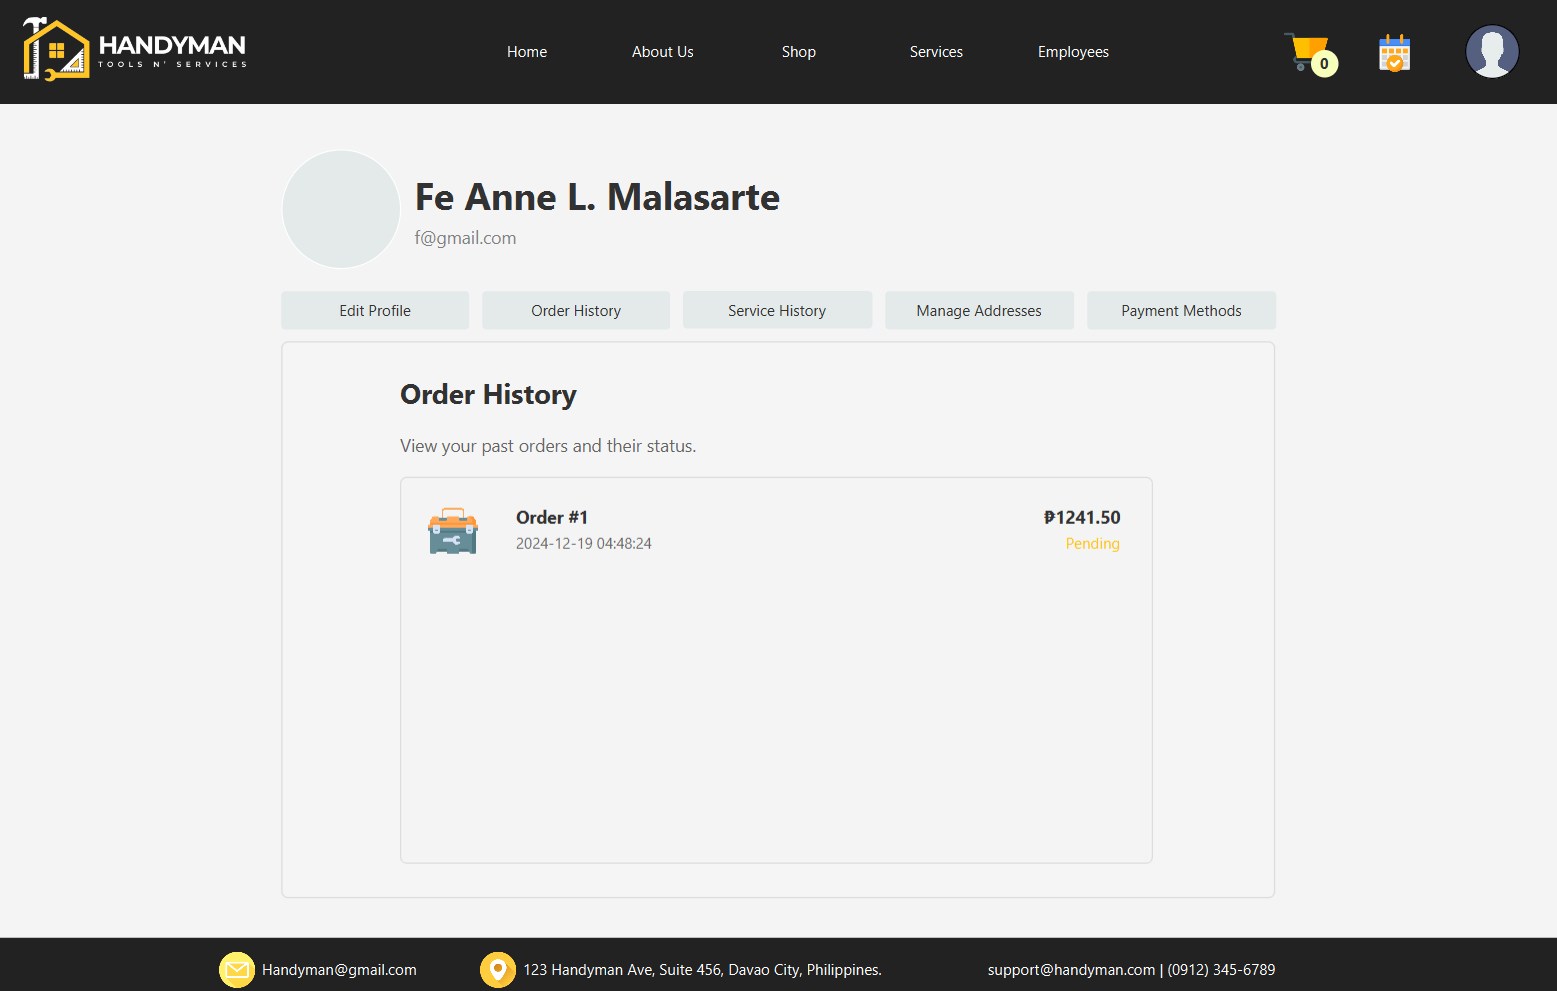 HANDYMAN
TOOLS N' SERVICES
Home
About Us
Shop
Services
Employees
0
Fe Anne L. Malasarte
f@gmail.com
Edit Profile
Order History
Service History
Manage Addresses
Payment Methods
Order History
View your past orders and their status.
Order #1
₱1241.50
2024-12-19 04:48:24
Pending
Handyman@gmail.com
123 Handyman Ave, Suite 456, Davao City, Philippines.
support@handyman.com | (0912) 345-6789